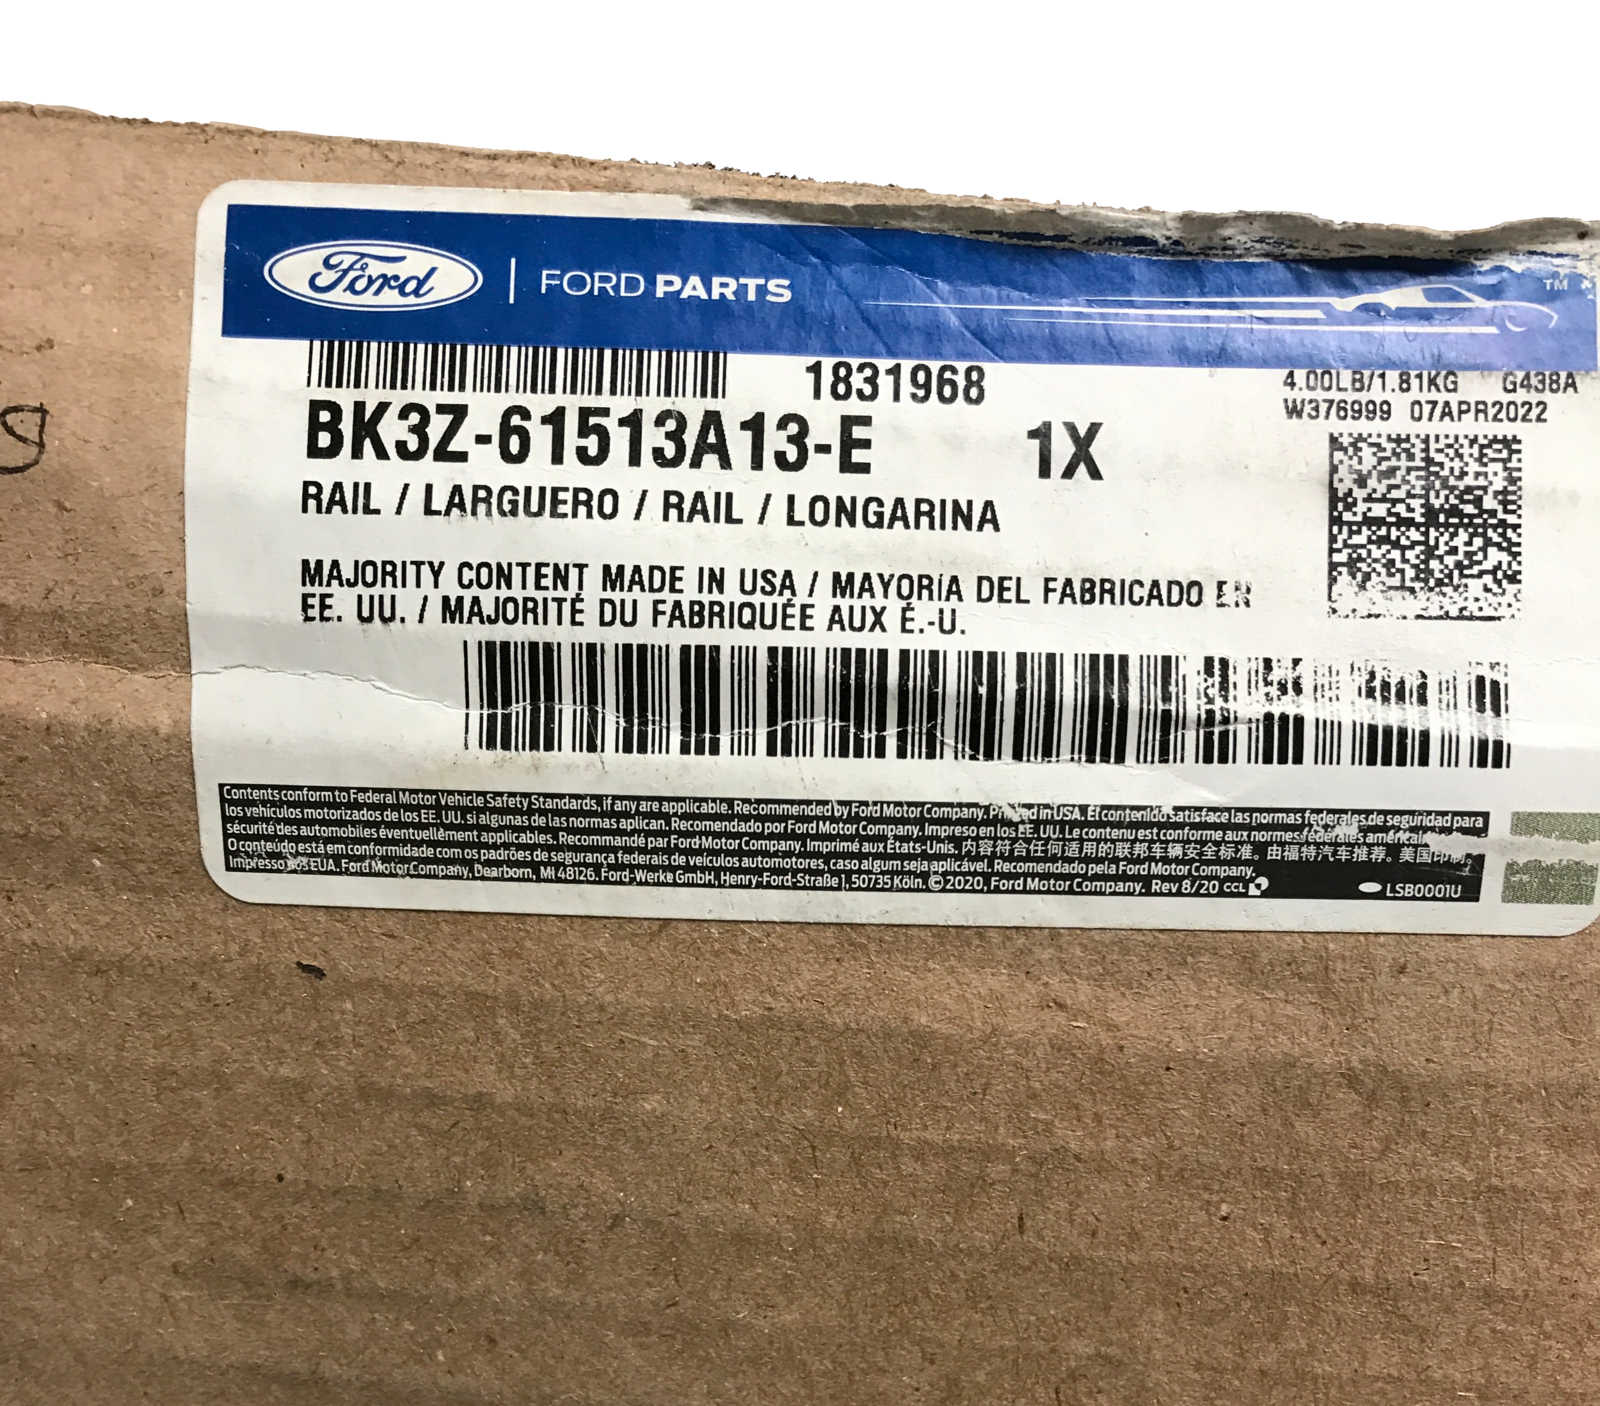 g
Ford | FORD PARTS ™
1831968
4.00LB/1.81KG G438A
W376999 07APR2022
BK3Z-61513A13-E 1X
RAIL / LARGUERO / RAIL / LONGARINA
MAJORITY CONTENT MADE IN USA / MAYORÍA DEL FABRICADO EN
EE. UU. / MAJORITÉ DU FABRIQUÉE AUX É.-U.
Contents conform to Federal Motor Vehicle Safety Standards, if any are applicable. Recommended by Ford Motor Company. Printed in USA. El contenido satisface las normas federales de seguridad para
los vehículos motorizados de los EE. UU. si algunas de las normas aplican. Recomendado por Ford Motor Company. Impreso en los EE. UU. Le contenu est conforme aux normes fédérales
sécurité des automobiles éventuellement applicables. Recommandé par Ford Motor Company. Imprimé aux États-Unis. 内容符合任何适用的联邦车辆安全标准。由福特汽车推荐。美国印制。
O conteúdo está em conformidade com os padrões de segurança federais de veículos automotores, caso algum seja aplicável. Recomendado pela Ford Motor Company.
Impresso nos EUA. Ford Motor Company, Dearborn, MI 48126. Ford-Werke GmbH, Henry-Ford-Straße 1, 50735 Köln. © 2020, Ford Motor Company. Rev 8/20 CCL LSB0001U